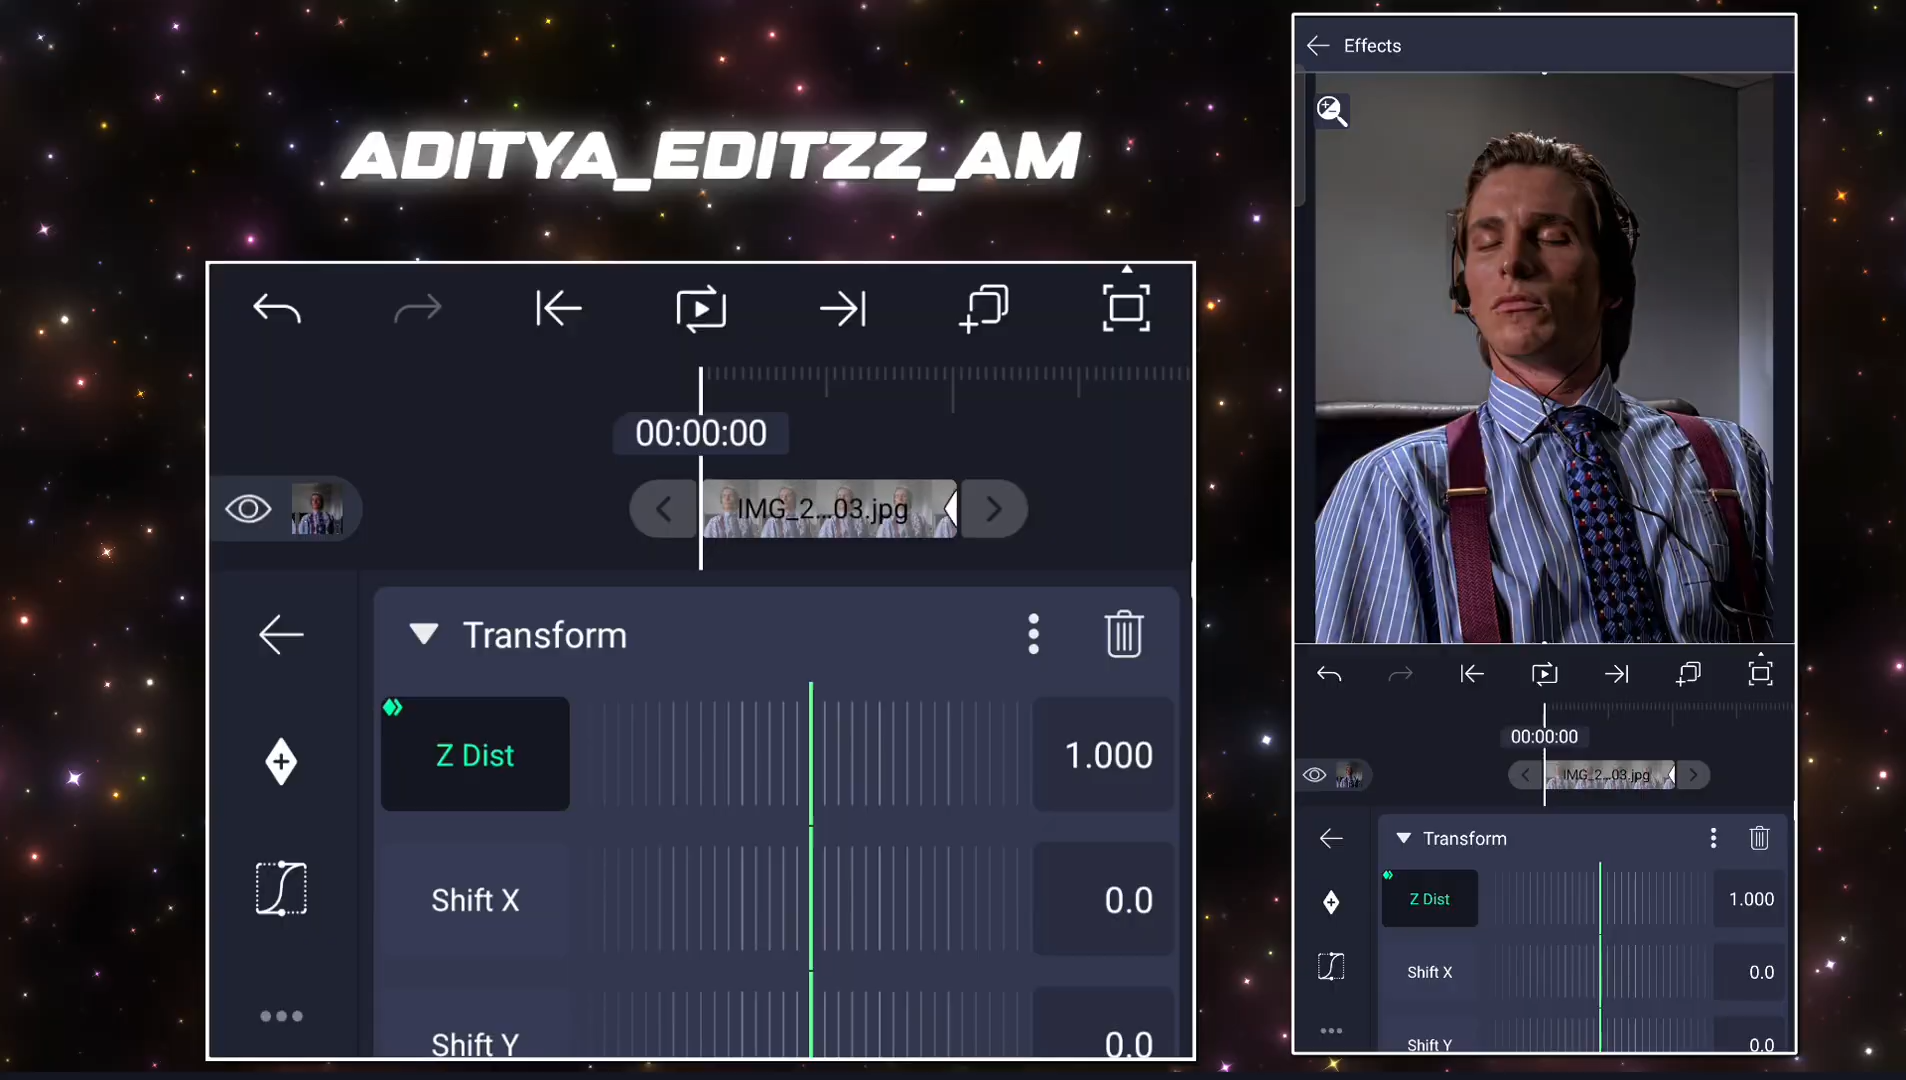 ADITYA_EDITZZ_AM
00:00:00
IMG_2...03.jpg
Transform
Z Dist
1.000
Shift X
0.0
Shift Y
0.0
Effects
00:00:00
IMG_2...03.jpg
Transform
Z Dist
1.000
Shift X
0.0
Shift Y
0.0